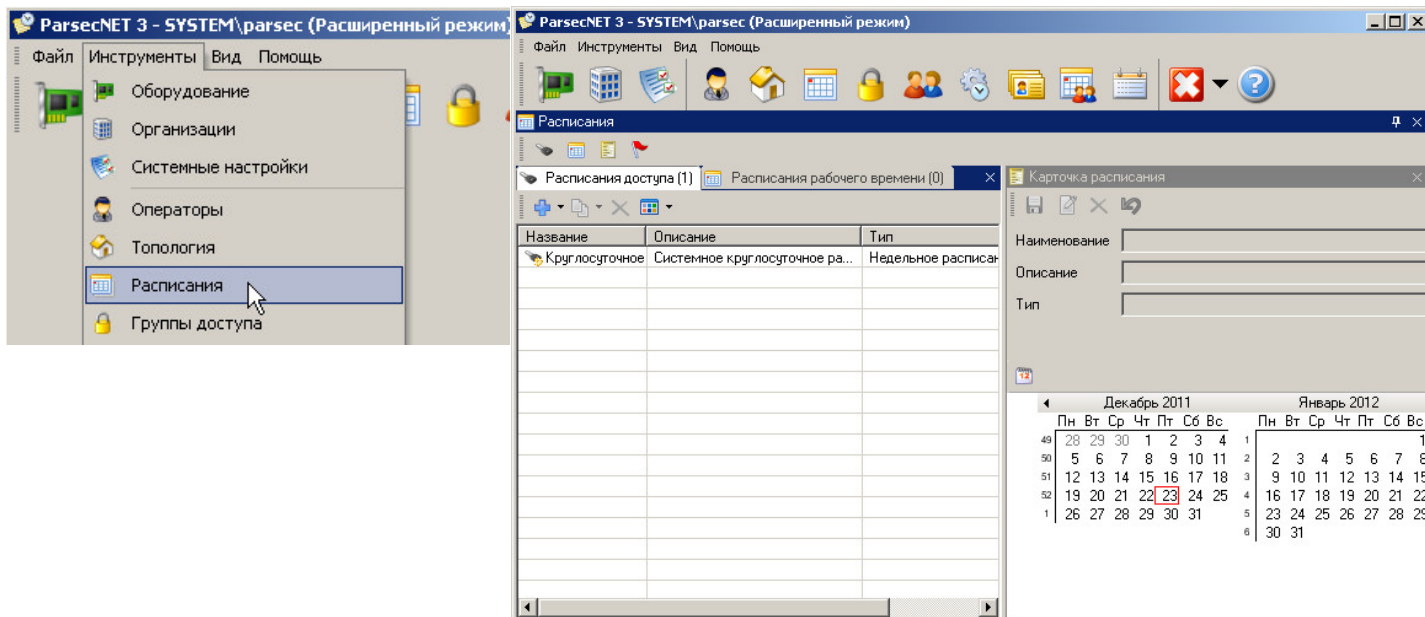 ParsecNET 3 - SYSTEM\parsec (Расширенный режим)
Файл Инструменты Вид Помощь
Оборудование
Организации
Системные настройки
Операторы
Топология
Расписания
Группы доступа
ParsecNET 3 - SYSTEM\parsec (Расширенный режим)
Файл Инструменты Вид Помощь
Расписания
Расписания доступа (1) Расписания рабочего времени (0)
Название Описание Тип
Круглосуточное Системное круглосуточное ра... Недельное расписан
Карточка расписания
Наименование
Описание
Тип
12
Декабрь 2011
Пн Вт Ср Чт Пт Сб Вс
49 28 29 30 1 2 3 4
50 5 6 7 8 9 10 11
51 12 13 14 15 16 17 18
52 19 20 21 22 23 24 25
1 26 27 28 29 30 31
Январь 2012
Пн Вт Ср Чт Пт Сб Вс
1 1
2 2 3 4 5 6 7 8
3 9 10 11 12 13 14 15
4 16 17 18 19 20 21 22
5 23 24 25 26 27 28 29
6 30 31